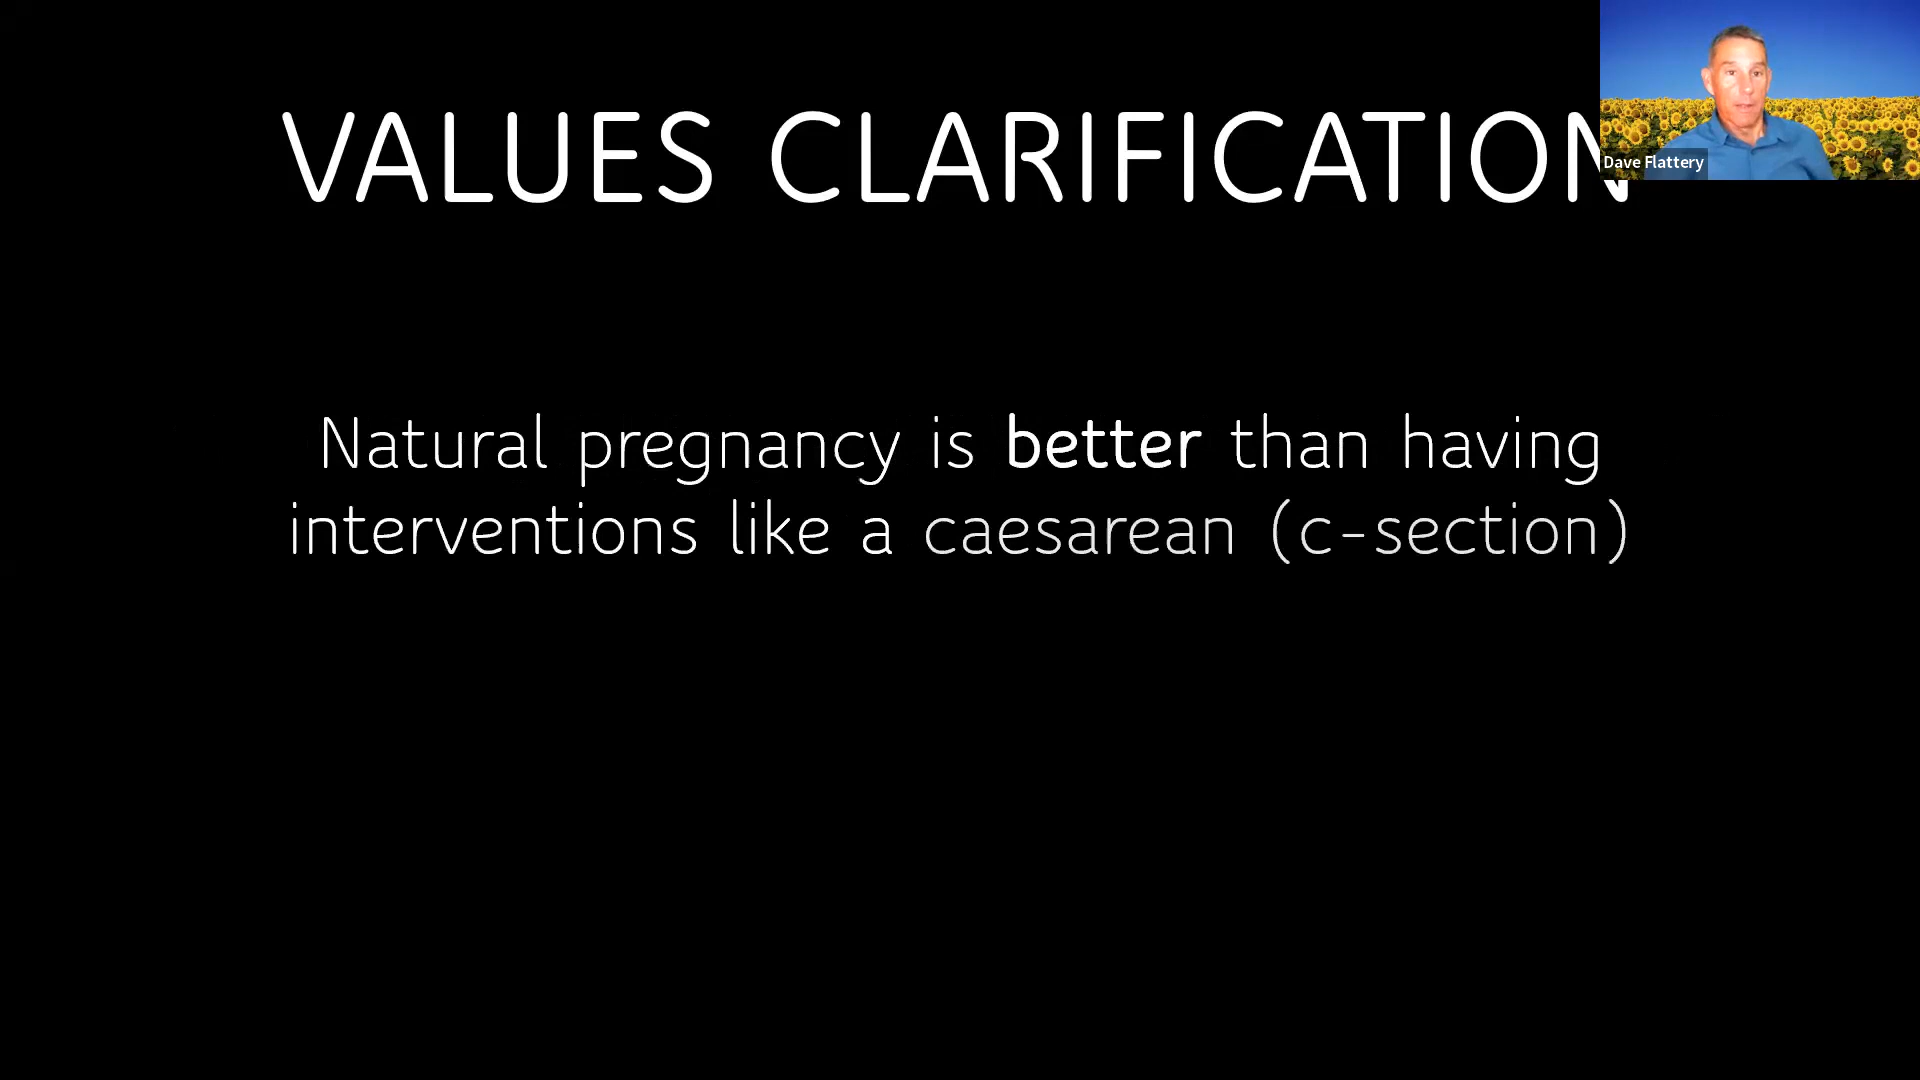 VALUES CLARIFICATION
Dave Flattery
Natural pregnancy is better than having
interventions like a caesarean (c-section)